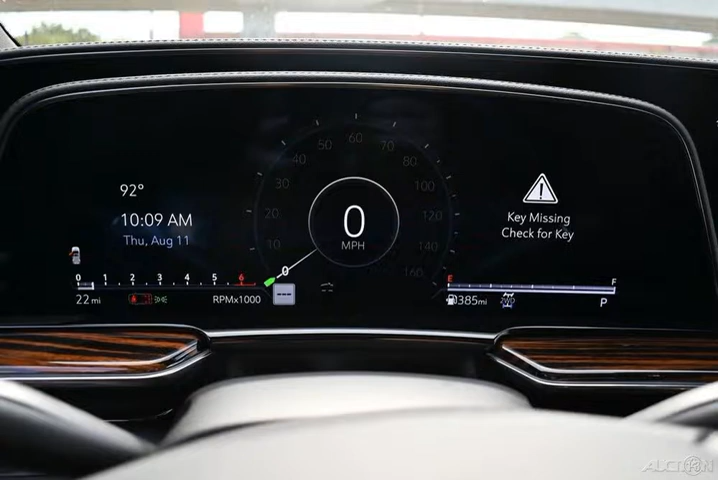 92°
10:09 AM
Thu, Aug 11
0 1 2 3 4 5 6
22 mi
RPMx1000
10
20
30
40
50
60
70
80
100
120
140
160
0
MPH
0
---
Key Missing
Check for Key
E F
385mi
2WD
P
AUCTION